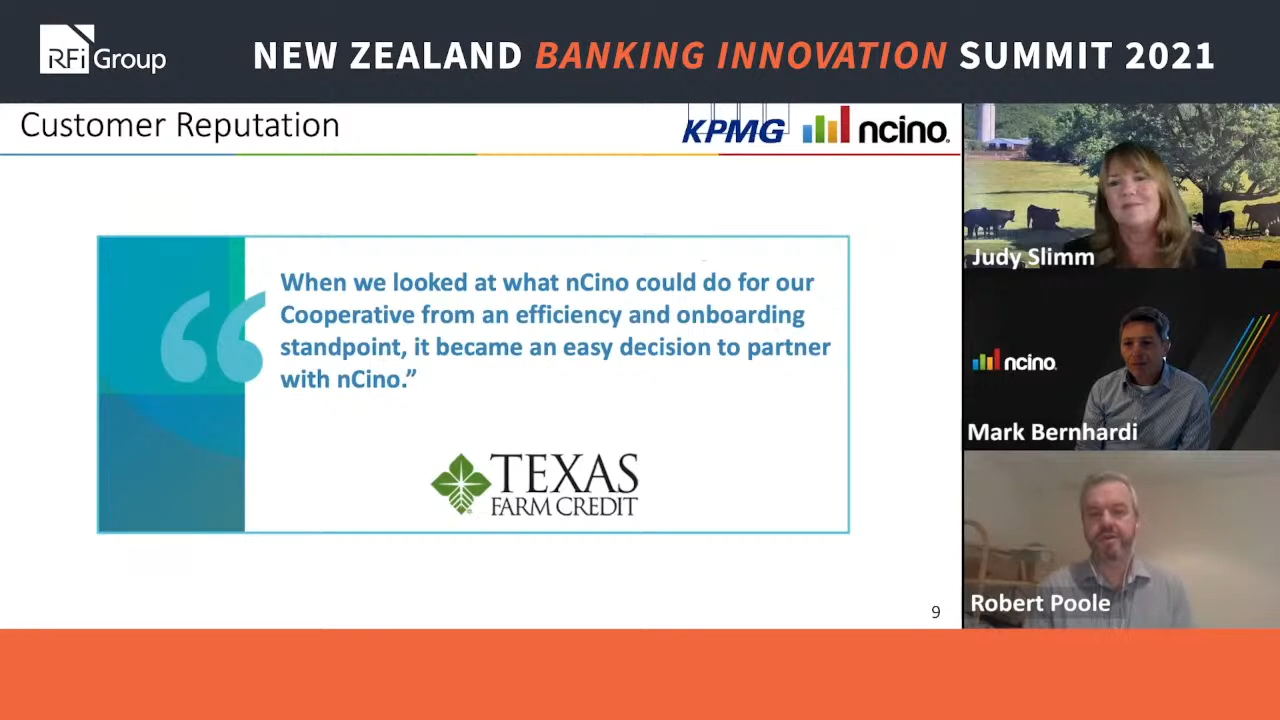 RFi Group
NEW ZEALAND BANKING INNOVATION SUMMIT 2021
Customer Reputation
KPMG
ncino.
When we looked at what nCino could do for our
Cooperative from an efficiency and onboarding
standpoint, it became an easy decision to partner
with nCino.”
TEXAS
FARM CREDIT
9
Judy Slimm
ncino.
Mark Bernhardi
Robert Poole